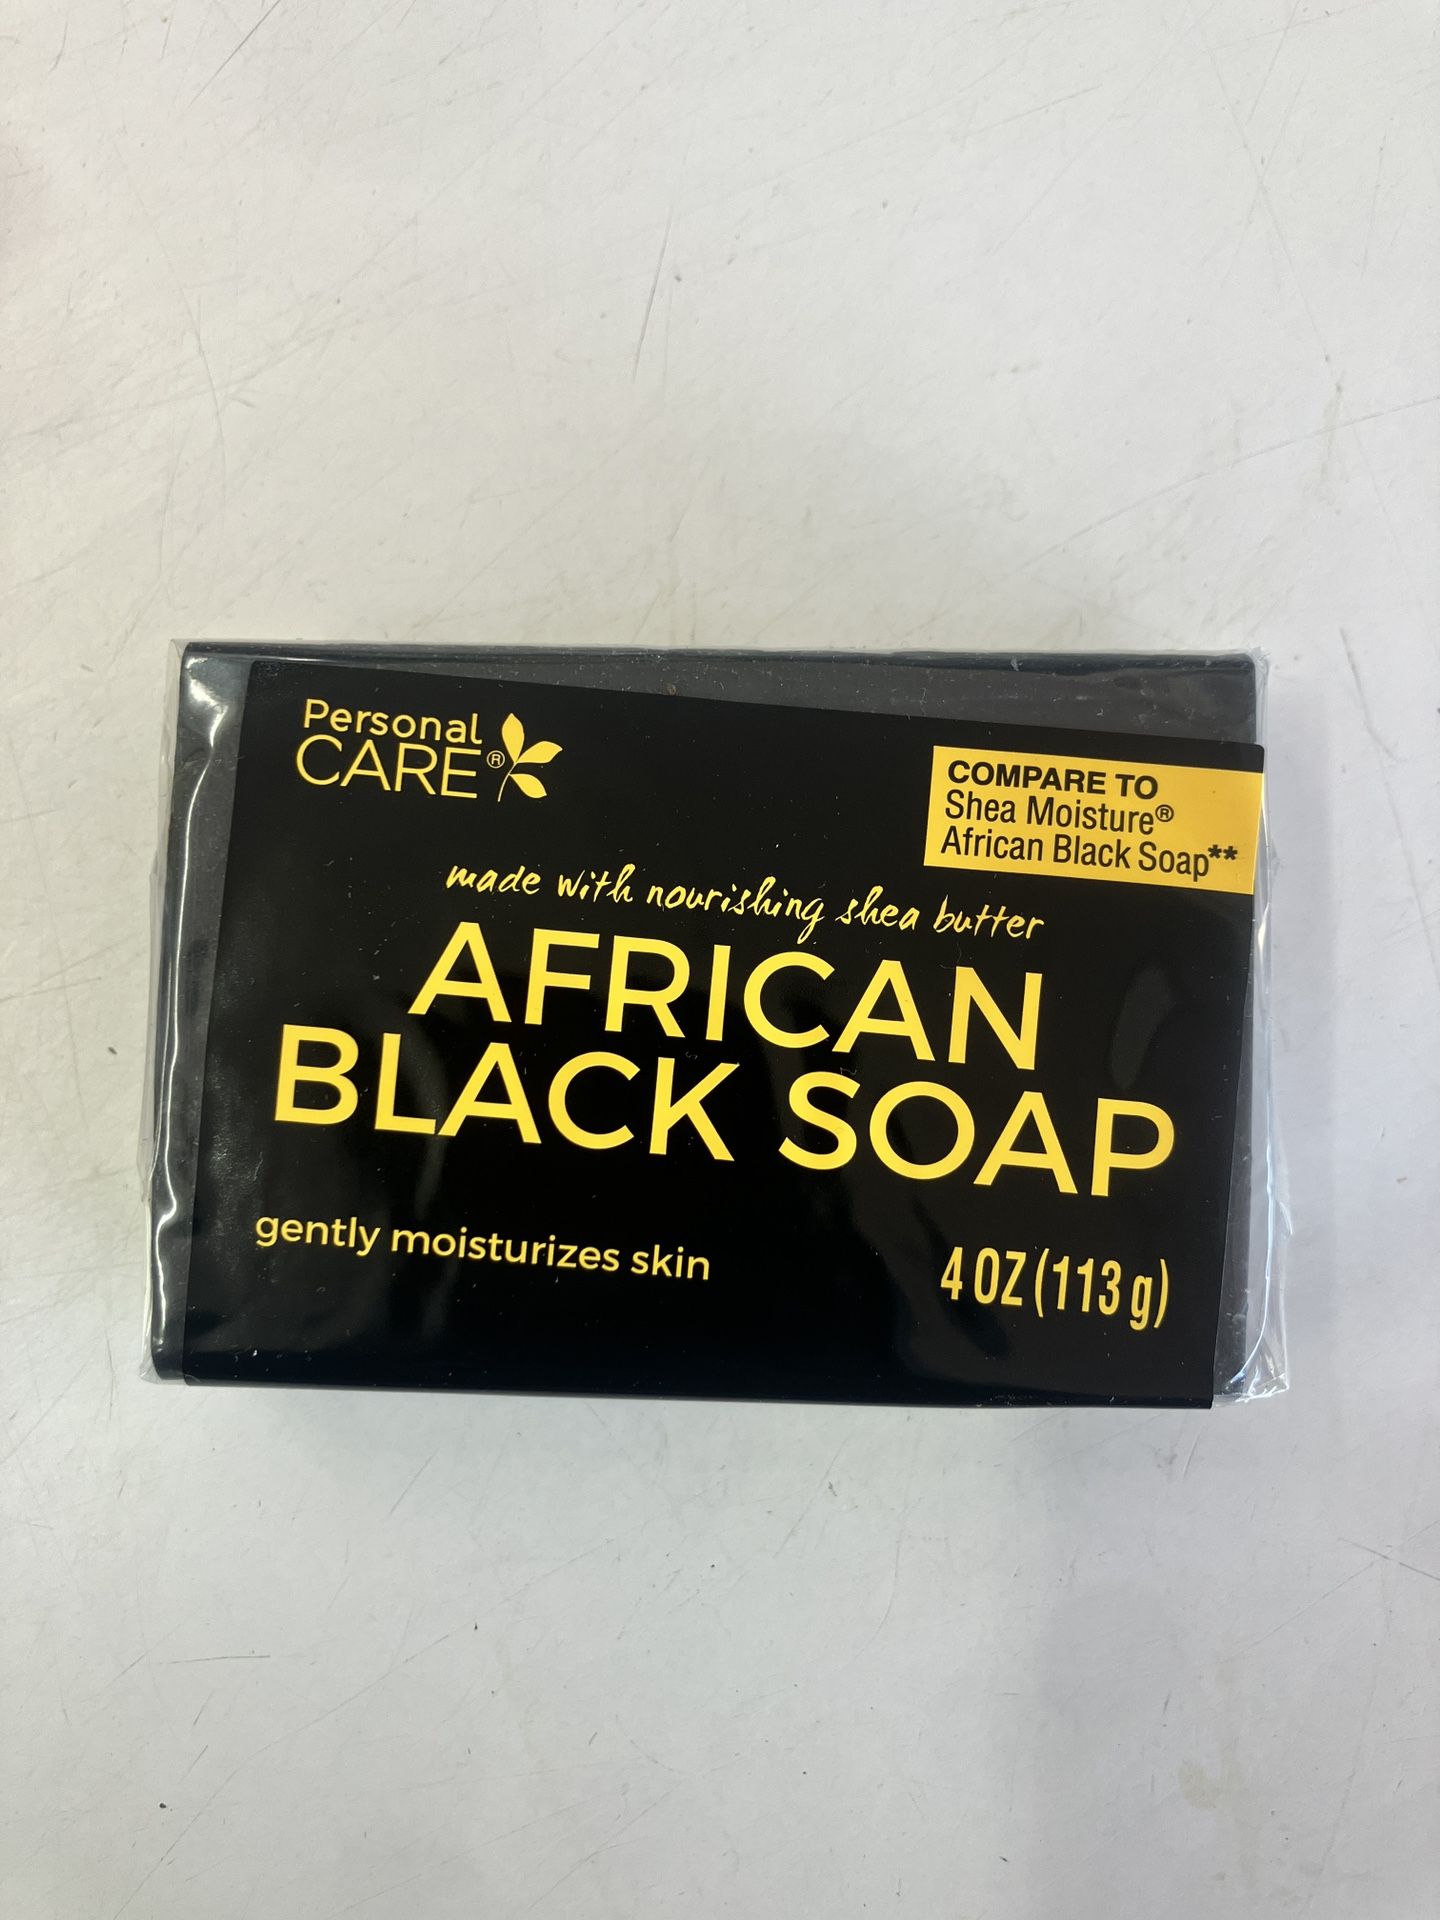 Personal
CARE®
COMPARE TO
Shea Moisture®
African Black Soap**
made with nourishing shea butter
AFRICAN
BLACK SOAP
gently moisturizes skin
4 OZ (113 g)